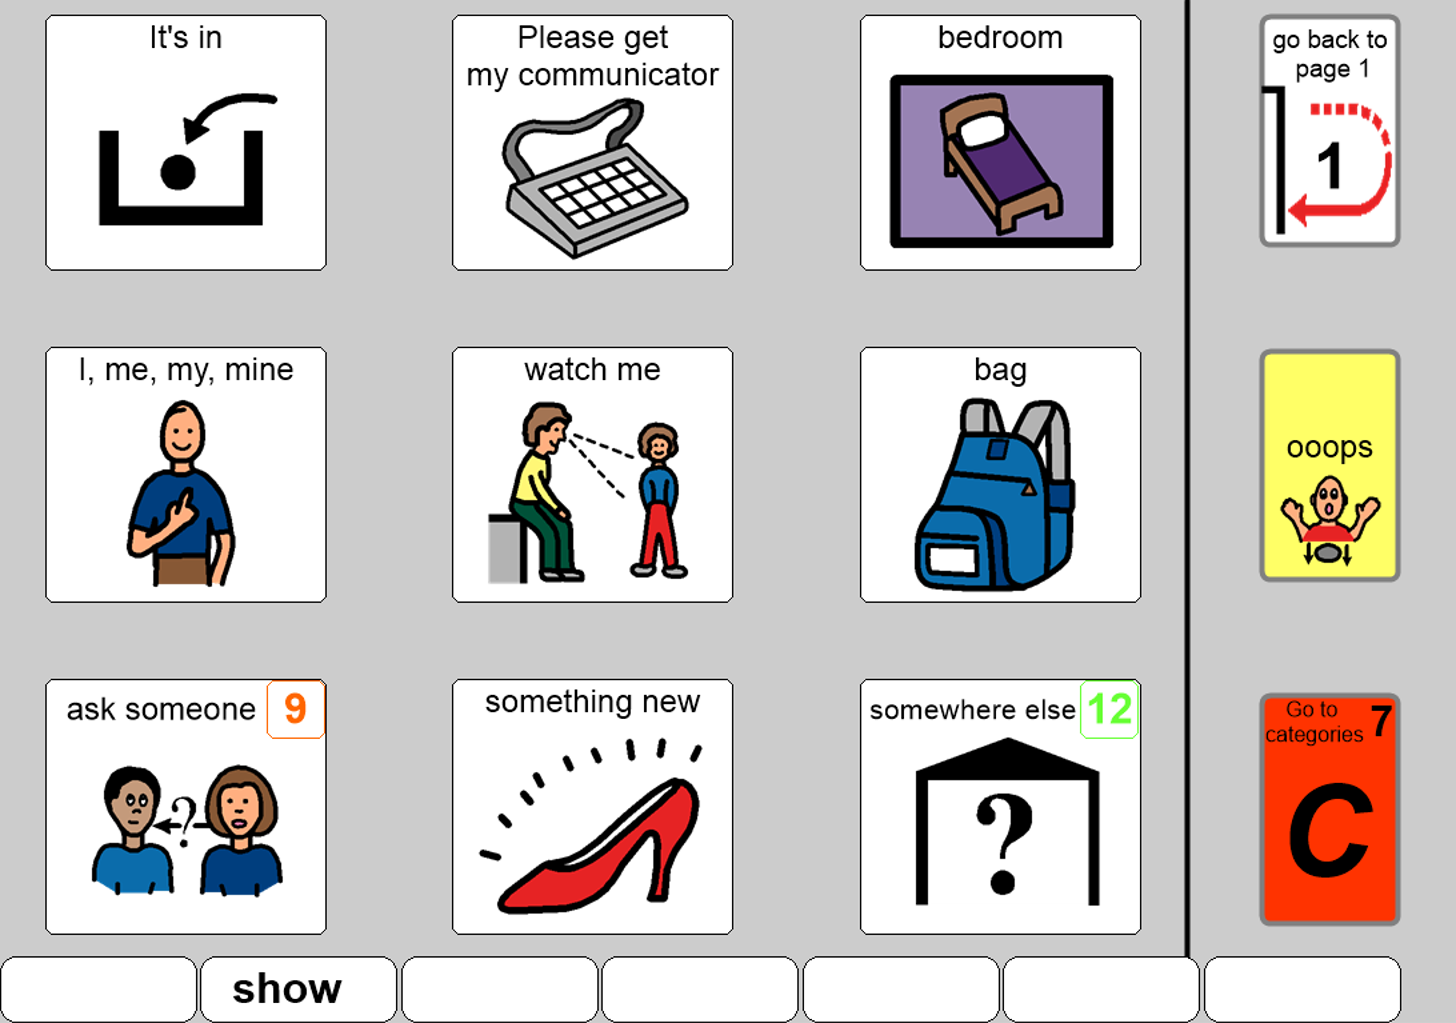 It's in
Please get
my communicator
bedroom
go back to
page 1
1
I, me, my, mine
watch me
bag
ooops
ask someone 9
?
something new
somewhere else 12
?
Go to
categories 7
C
show